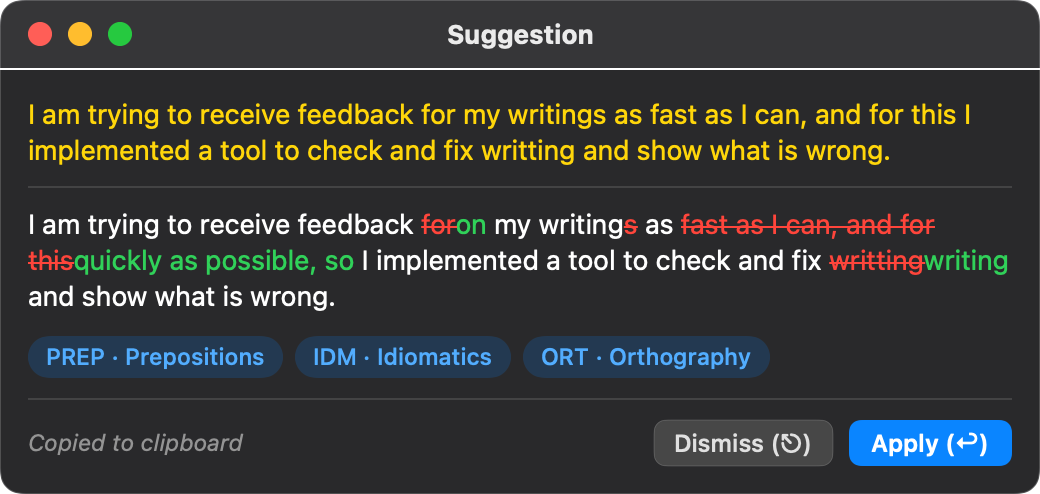 Suggestion
I am trying to receive feedback for my writings as fast as I can, and for this I
implemented a tool to check and fix writting and show what is wrong.
I am trying to receive feedback foron my writings as fast as I can, and for
thisquickly as possible, so I implemented a tool to check and fix writtingwriting
and show what is wrong.
PREP · Prepositions IDM · Idiomatics ORT · Orthography
Copied to clipboard Dismiss (⎋) Apply (↩)